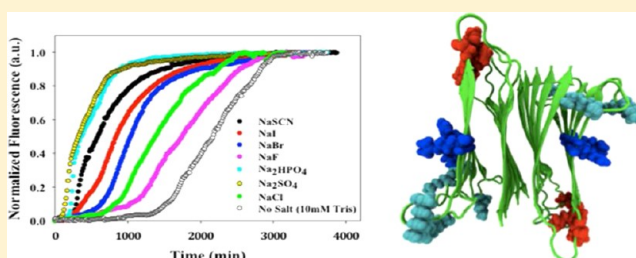 Normalized Fluorescence (a.u.)
1.0
0.8
0.6
0.4
0.2
0.0
NaSCN
NaI
NaBr
NaF
Na₂HPO₄
Na₂SO₄
NaCl
No Salt (10mM Tris)
0
1000
2000
3000
4000
Time (min)